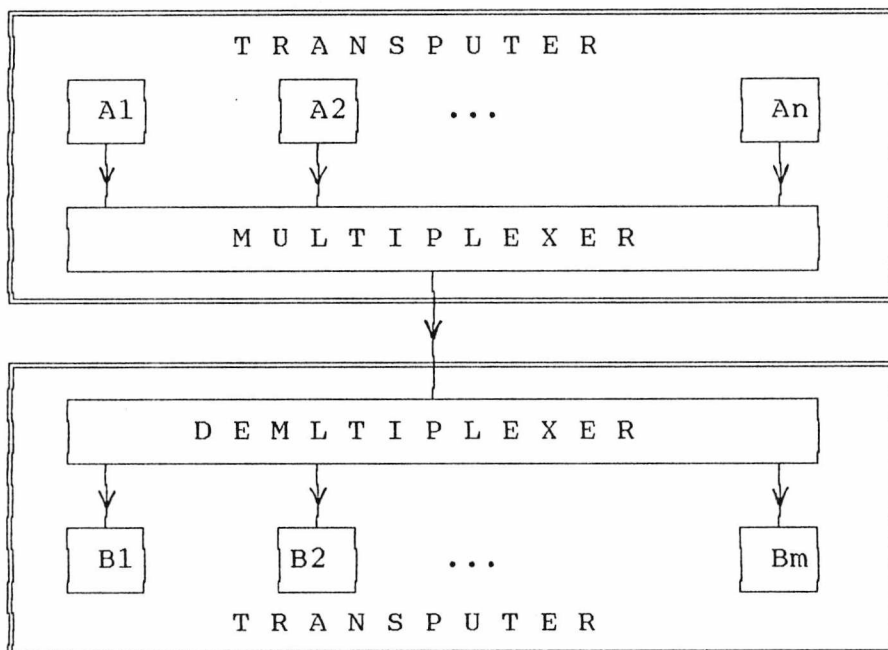 T R A N S P U T E R
A1 A2 ... An
M U L T I P L E X E R
D E M L T I P L E X E R
B1 B2 ... Bm
T R A N S P U T E R